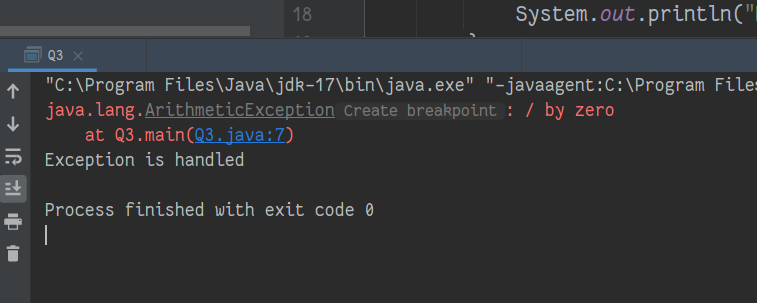 18 System.out.println("
Q3
"C:\Program Files\Java\jdk-17\bin\java.exe" "-javaagent:C:\Program Files
java.lang.ArithmeticException Create breakpoint : / by zero
at Q3.main(Q3.java:7)
Exception is handled
Process finished with exit code 0